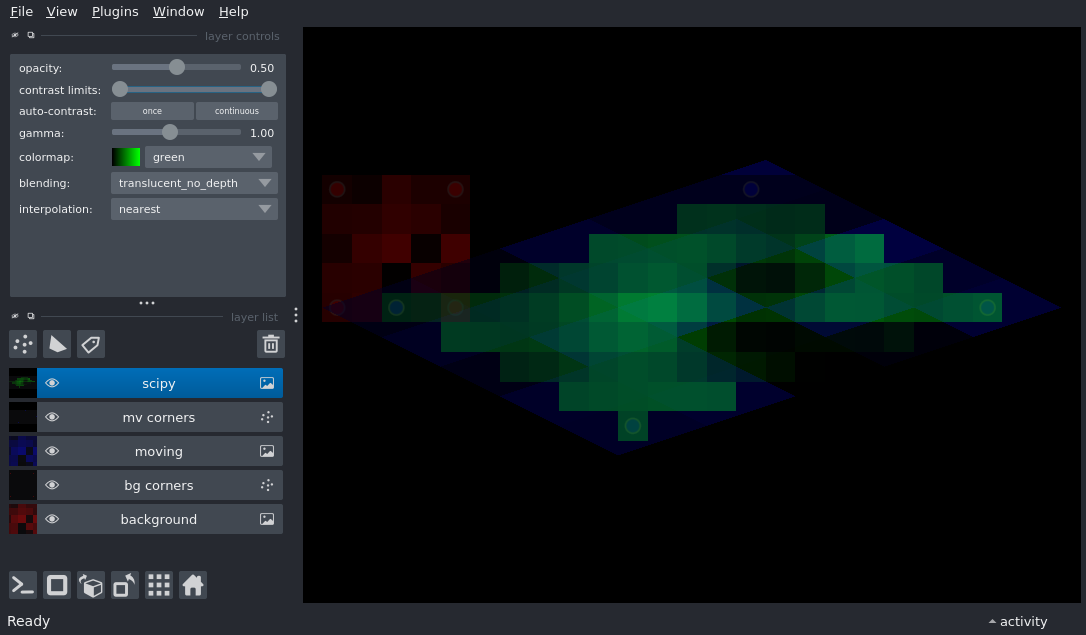 File View Plugins Window Help
layer controls
opacity: 0.50
contrast limits:
auto-contrast: once continuous
gamma: 1.00
colormap: green
blending: translucent_no_depth
interpolation: nearest
layer list
scipy
mv corners
moving
bg corners
background
Ready
activity